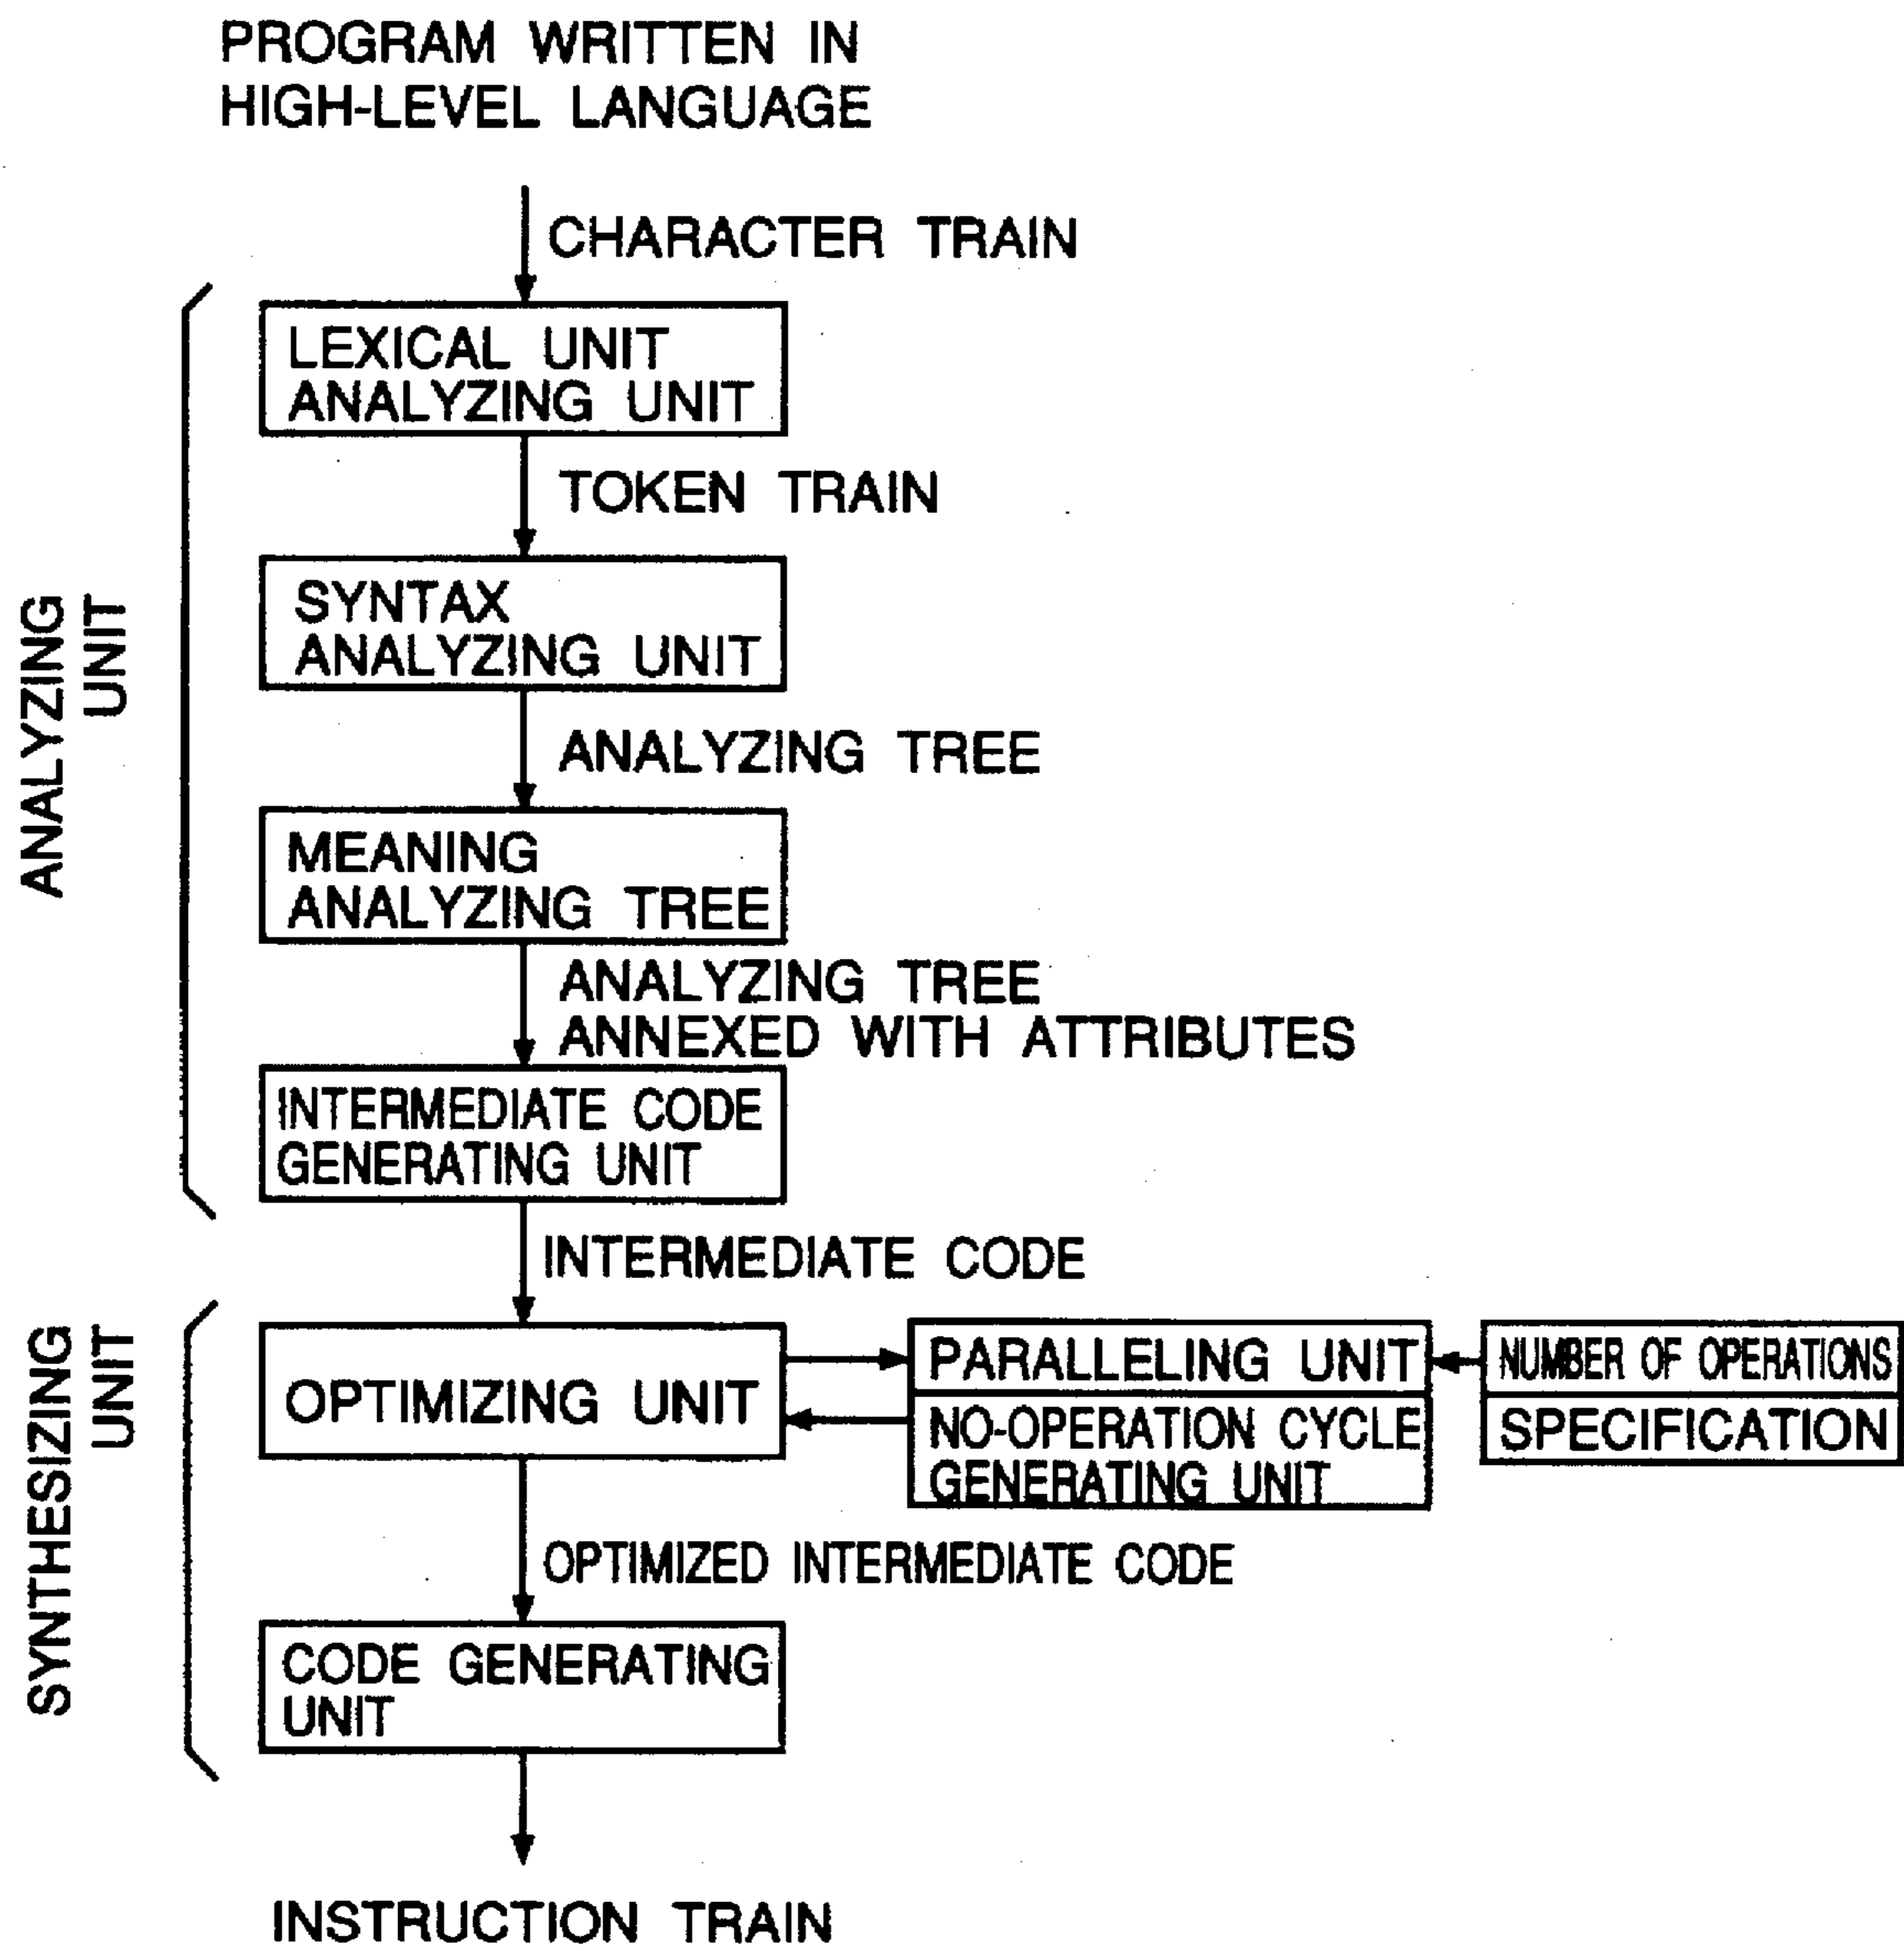 PROGRAM WRITTEN IN
HIGH-LEVEL LANGUAGE
CHARACTER TRAIN
LEXICAL UNIT
ANALYZING UNIT
TOKEN TRAIN
SYNTAX
ANALYZING UNIT
ANALYZING TREE
MEANING
ANALYZING TREE
ANALYZING TREE
ANNEXED WITH ATTRIBUTES
INTERMEDIATE CODE
GENERATING UNIT
ANALYZING
UNIT
INTERMEDIATE CODE
OPTIMIZING UNIT
PARALLELING UNIT
NO-OPERATION CYCLE
GENERATING UNIT
NUMBER OF OPERATIONS
SPECIFICATION
OPTIMIZED INTERMEDIATE CODE
CODE GENERATING
UNIT
SYNTHESIZING
UNIT
INSTRUCTION TRAIN